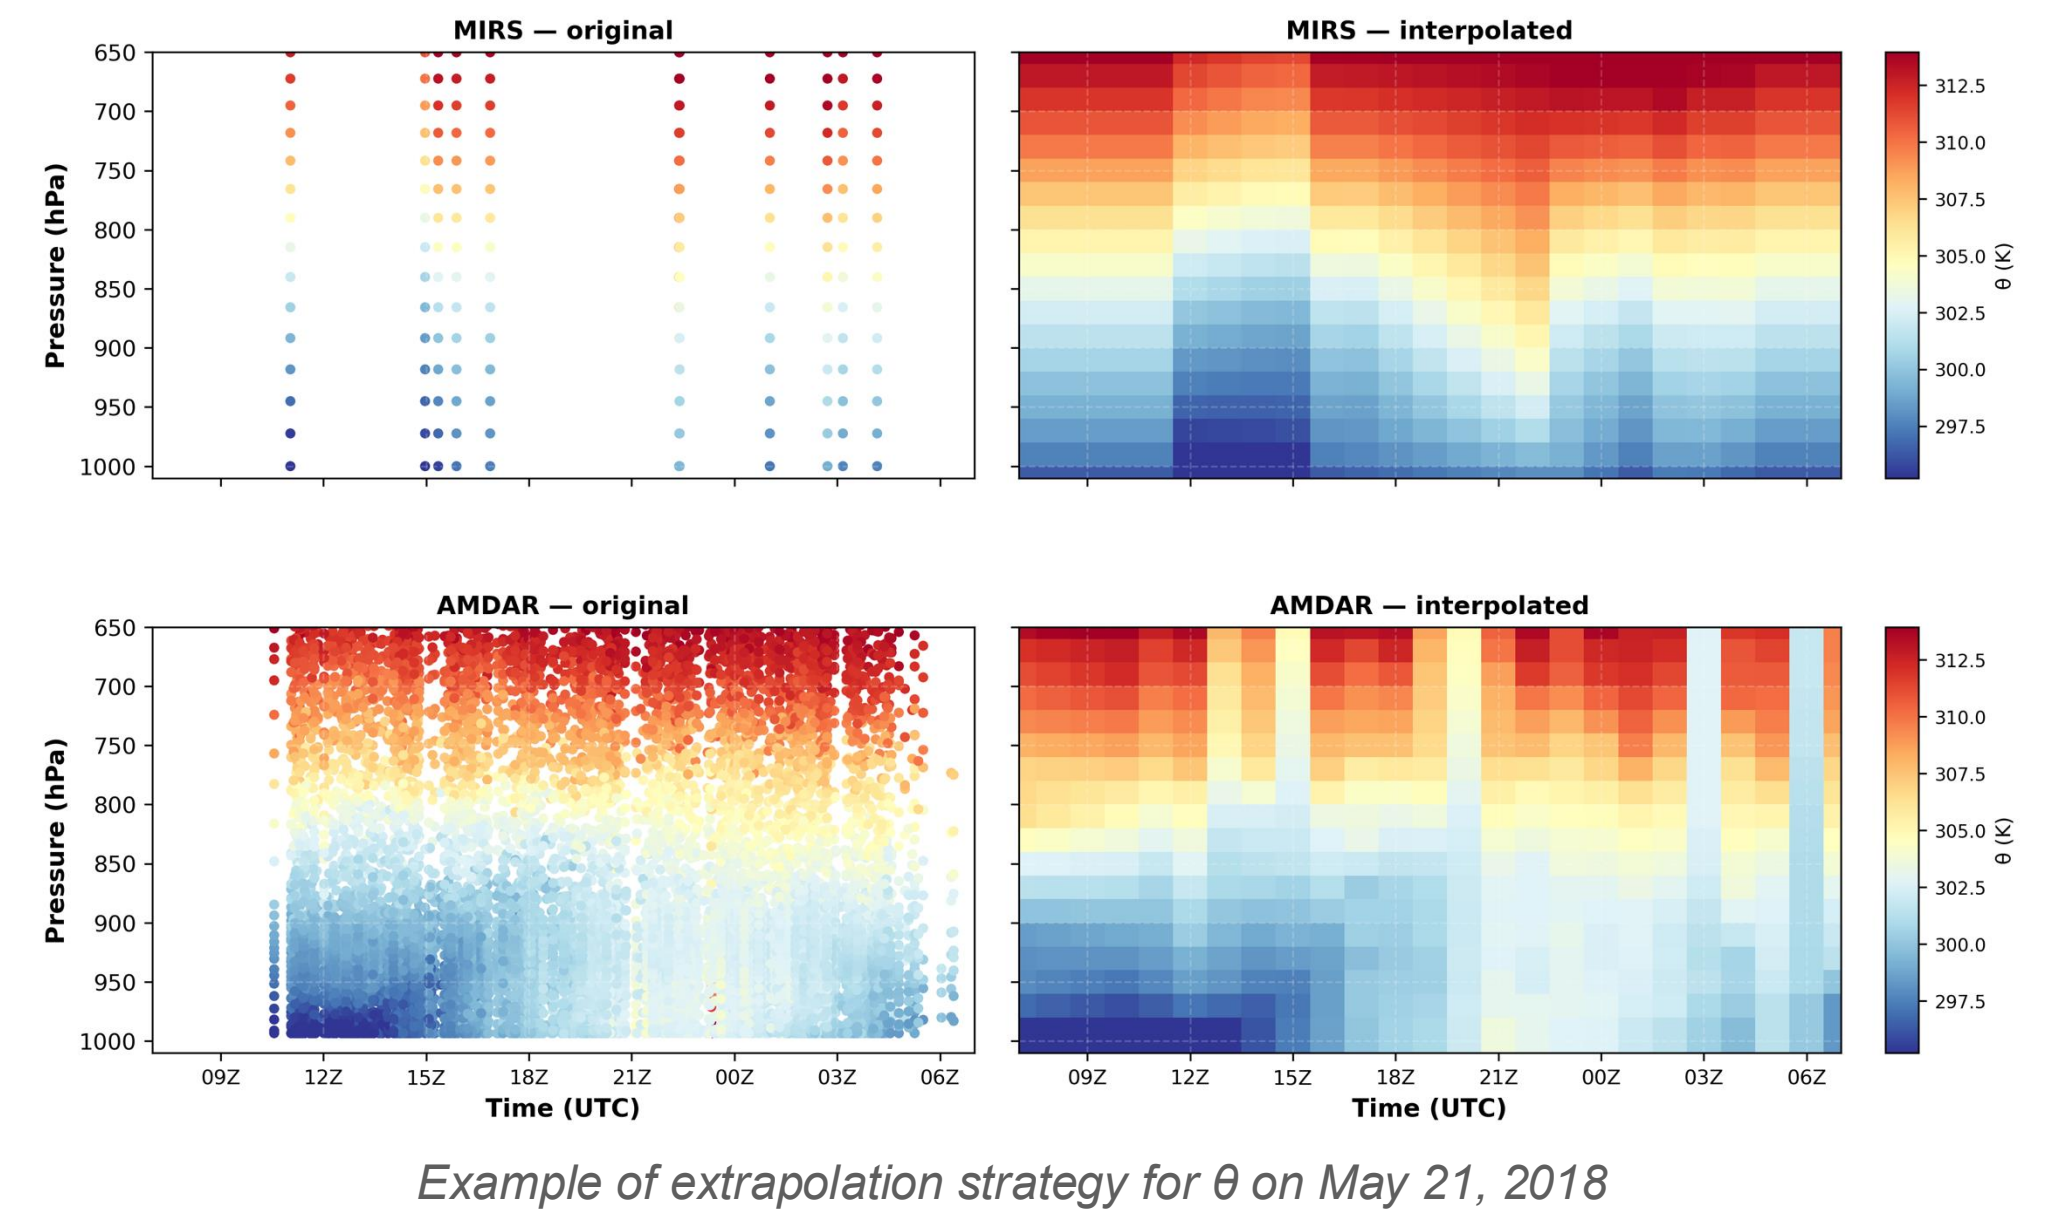 MIRS — original
MIRS — interpolated
650
700
750
800
850
900
950
1000
Pressure (hPa)
312.5
310.0
307.5
305.0
302.5
300.0
297.5
θ (K)
AMDAR — original
AMDAR — interpolated
650
700
750
800
850
900
950
1000
Pressure (hPa)
312.5
310.0
307.5
305.0
302.5
300.0
297.5
θ (K)
09Z 12Z 15Z 18Z 21Z 00Z 03Z 06Z
09Z 12Z 15Z 18Z 21Z 00Z 03Z 06Z
Time (UTC)
Time (UTC)
Example of extrapolation strategy for θ on May 21, 2018